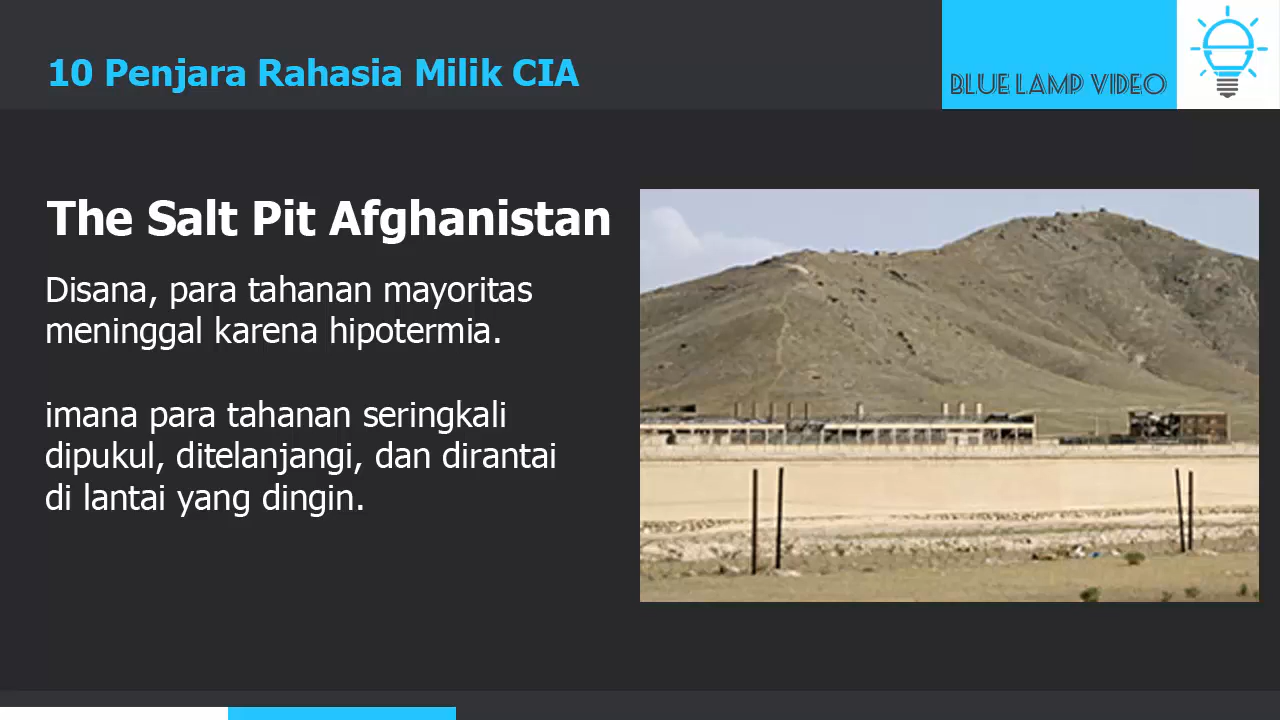 10 Penjara Rahasia Milik CIA
BLUE LAMP VIDEO
The Salt Pit Afghanistan
Disana, para tahanan mayoritas
meninggal karena hipotermia.
imana para tahanan seringkali
dipukul, ditelanjangi, dan dirantai
di lantai yang dingin.